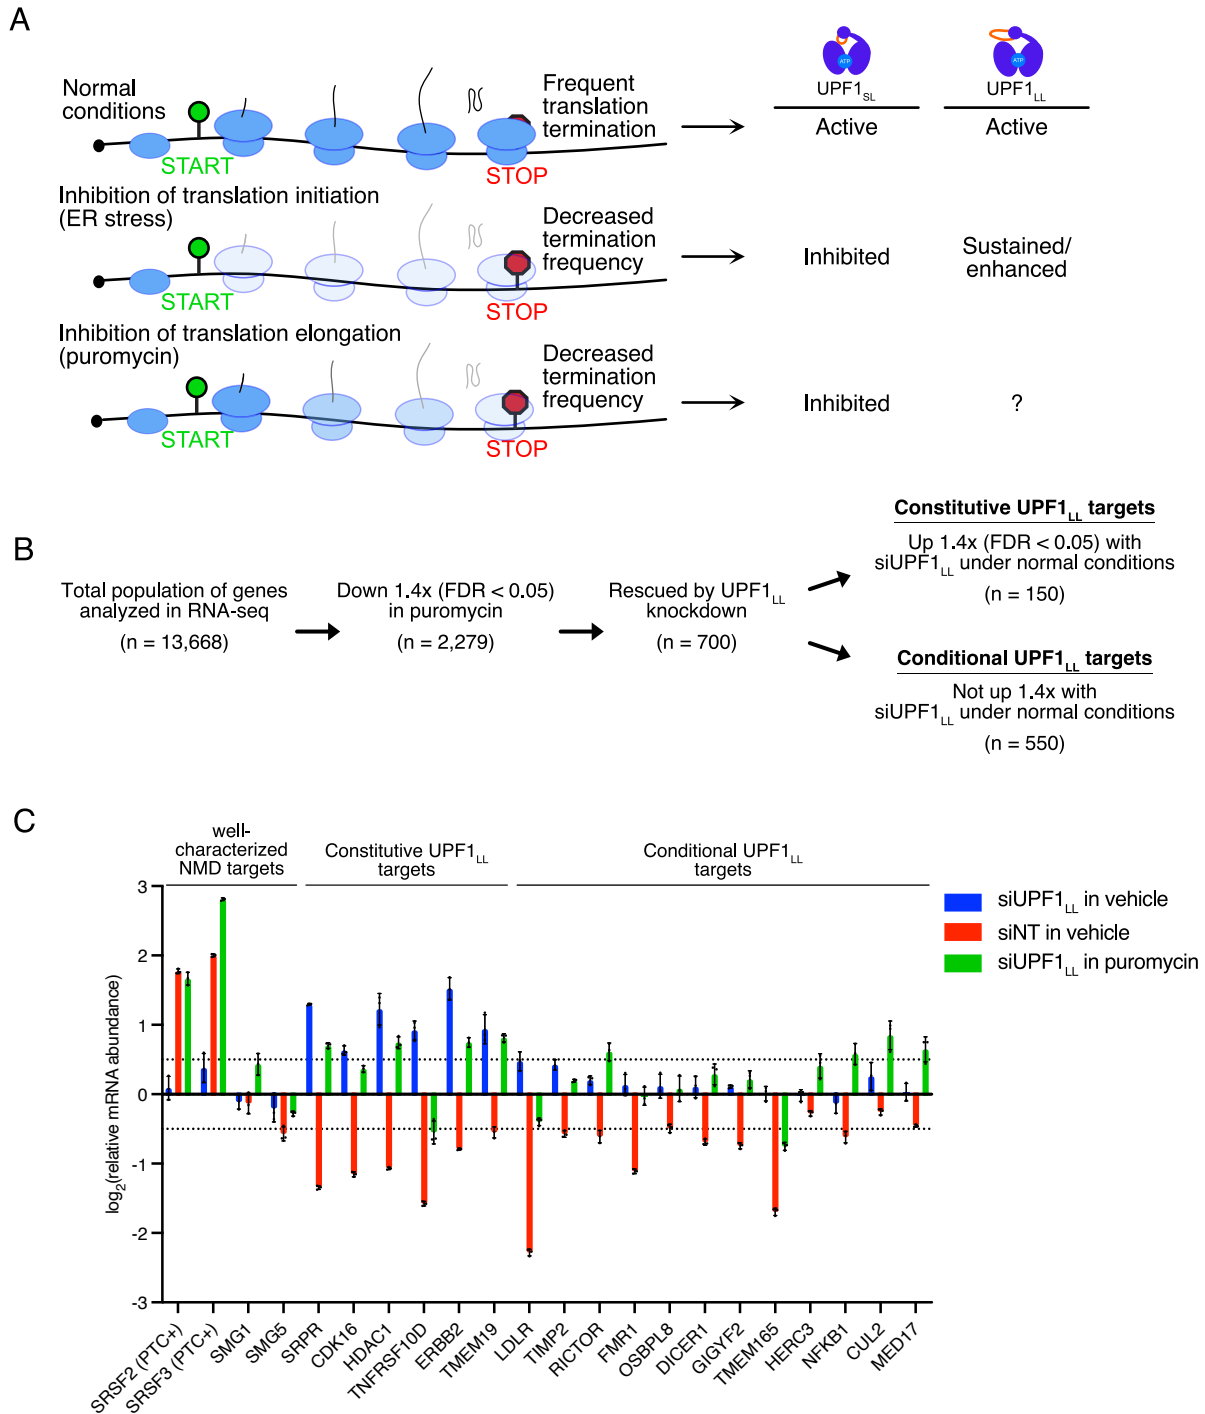 A
Normal
conditions
START
Frequent
translation
termination
STOP
ATP
UPF1SL
ATP
UPF1LL
Active
Active
Inhibition of translation initiation
(ER stress)
START
Decreased
termination
frequency
STOP
Inhibited
Sustained/
enhanced
Inhibition of translation elongation
(puromycin)
START
Decreased
termination
frequency
STOP
Inhibited
?
B
Total population of genes
analyzed in RNA-seq
(n = 13,668)
Down 1.4x (FDR < 0.05)
in puromycin
(n = 2,279)
Rescued by UPF1LL
knockdown
(n = 700)
Constitutive UPF1LL targets
Up 1.4x (FDR < 0.05) with
siUPF1LL under normal conditions
(n = 150)
Conditional UPF1LL targets
Not up 1.4x with
siUPF1LL under normal conditions
(n = 550)
C
well-
characterized
NMD targets
Constitutive UPF1LL
targets
Conditional UPF1LL
targets
siUPF1LL in vehicle
siNT in vehicle
siUPF1LL in puromycin
log2(relative mRNA abundance)
3
2
1
0
-1
-2
-3
SRSF2 (PTC+)
SRSF3 (PTC+)
SMG1
SMG5
SRPR
CDK16
HDAC1
TNFRSF10D
ERBB2
TMEM19
LDLR
TIMP2
RICTOR
FMR1
OSBPL8
DICER1
GIGYF2
TMEM165
HERC3
NFKB1
CUL2
MED17